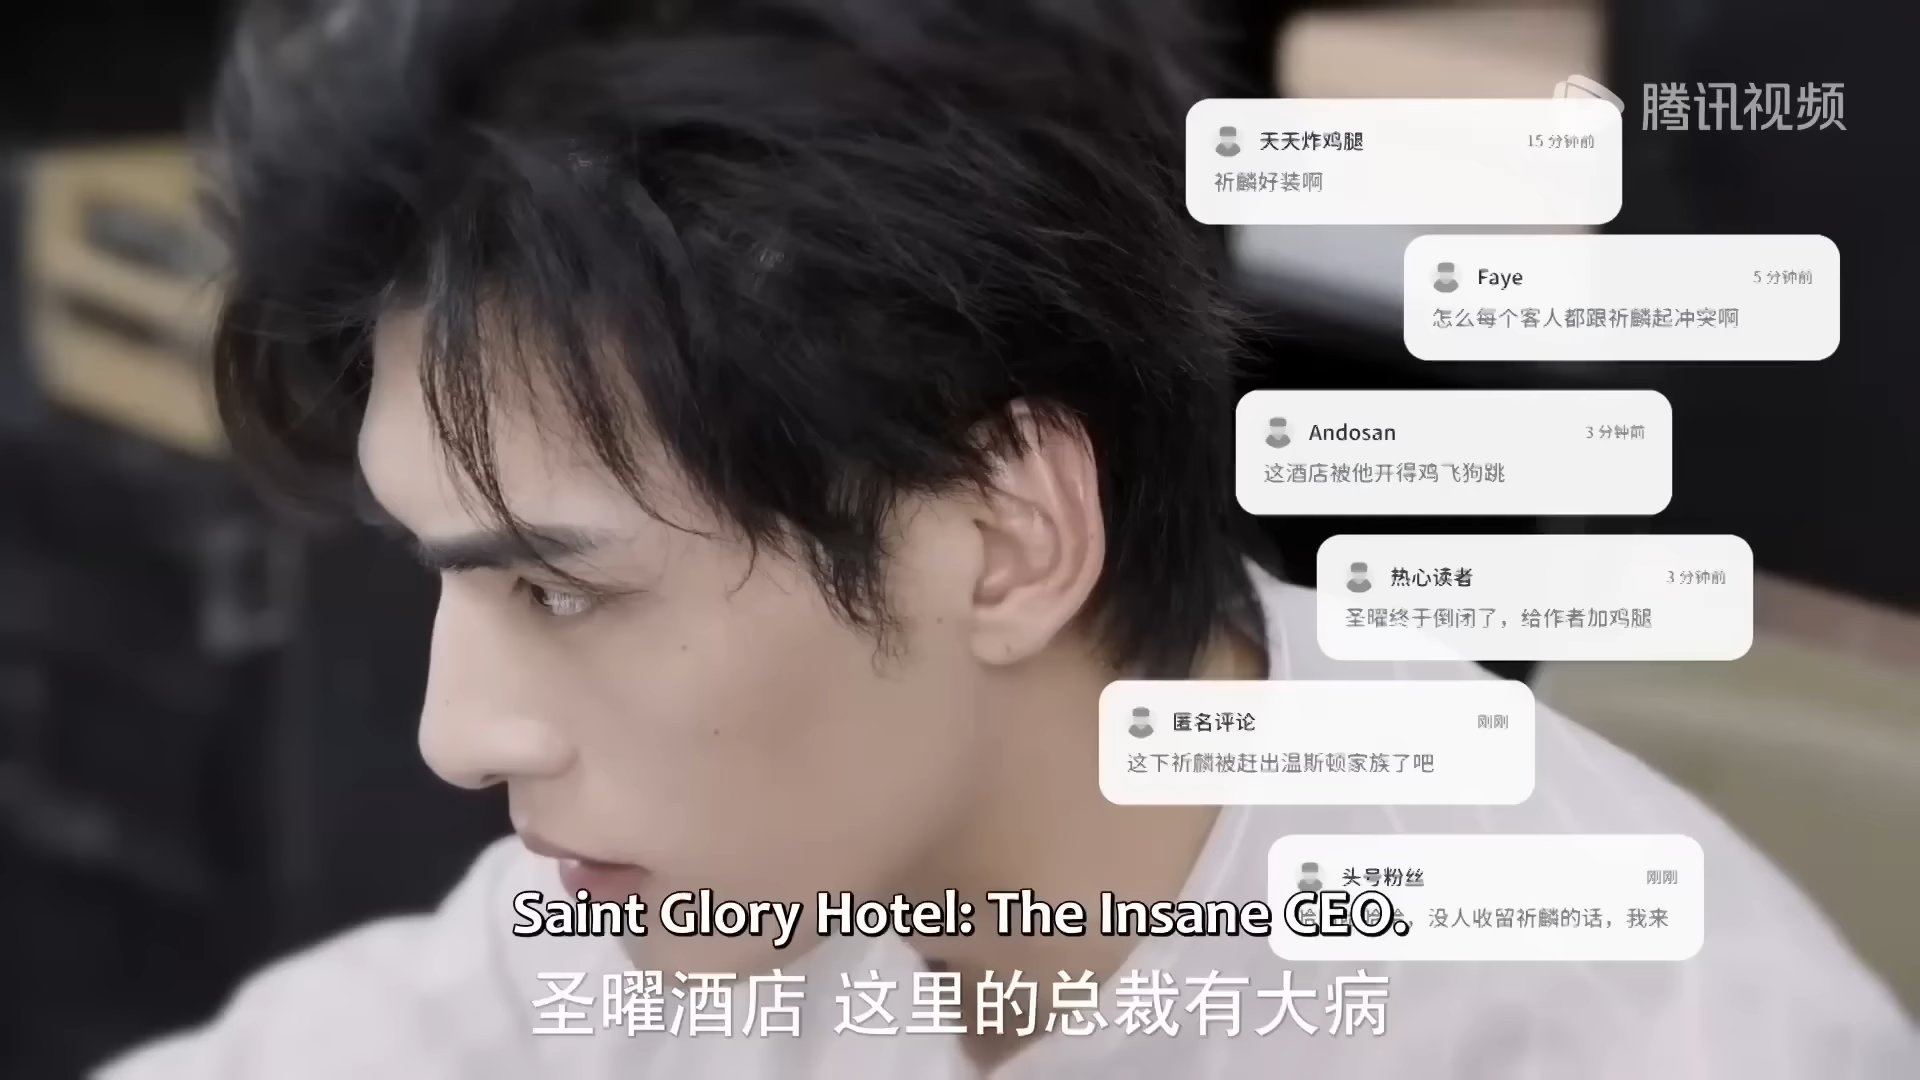 腾讯视频
天天炸鸡腿
15 分钟前
祈麟好装啊
Faye
5 分钟前
怎么每个客人都跟祈麟起冲突啊
Andosan
3 分钟前
这酒店被他开得鸡飞狗跳
热心读者
3 分钟前
圣曜终于倒闭了，给作者加鸡腿
匿名评论
刚刚
这下祈麟被赶出温斯顿家族了吧
头号粉丝
刚刚
，没人收留祈麟的话，我来
Saint Glory Hotel: The Insane CEO.
圣曜酒店 这里的总裁有大病